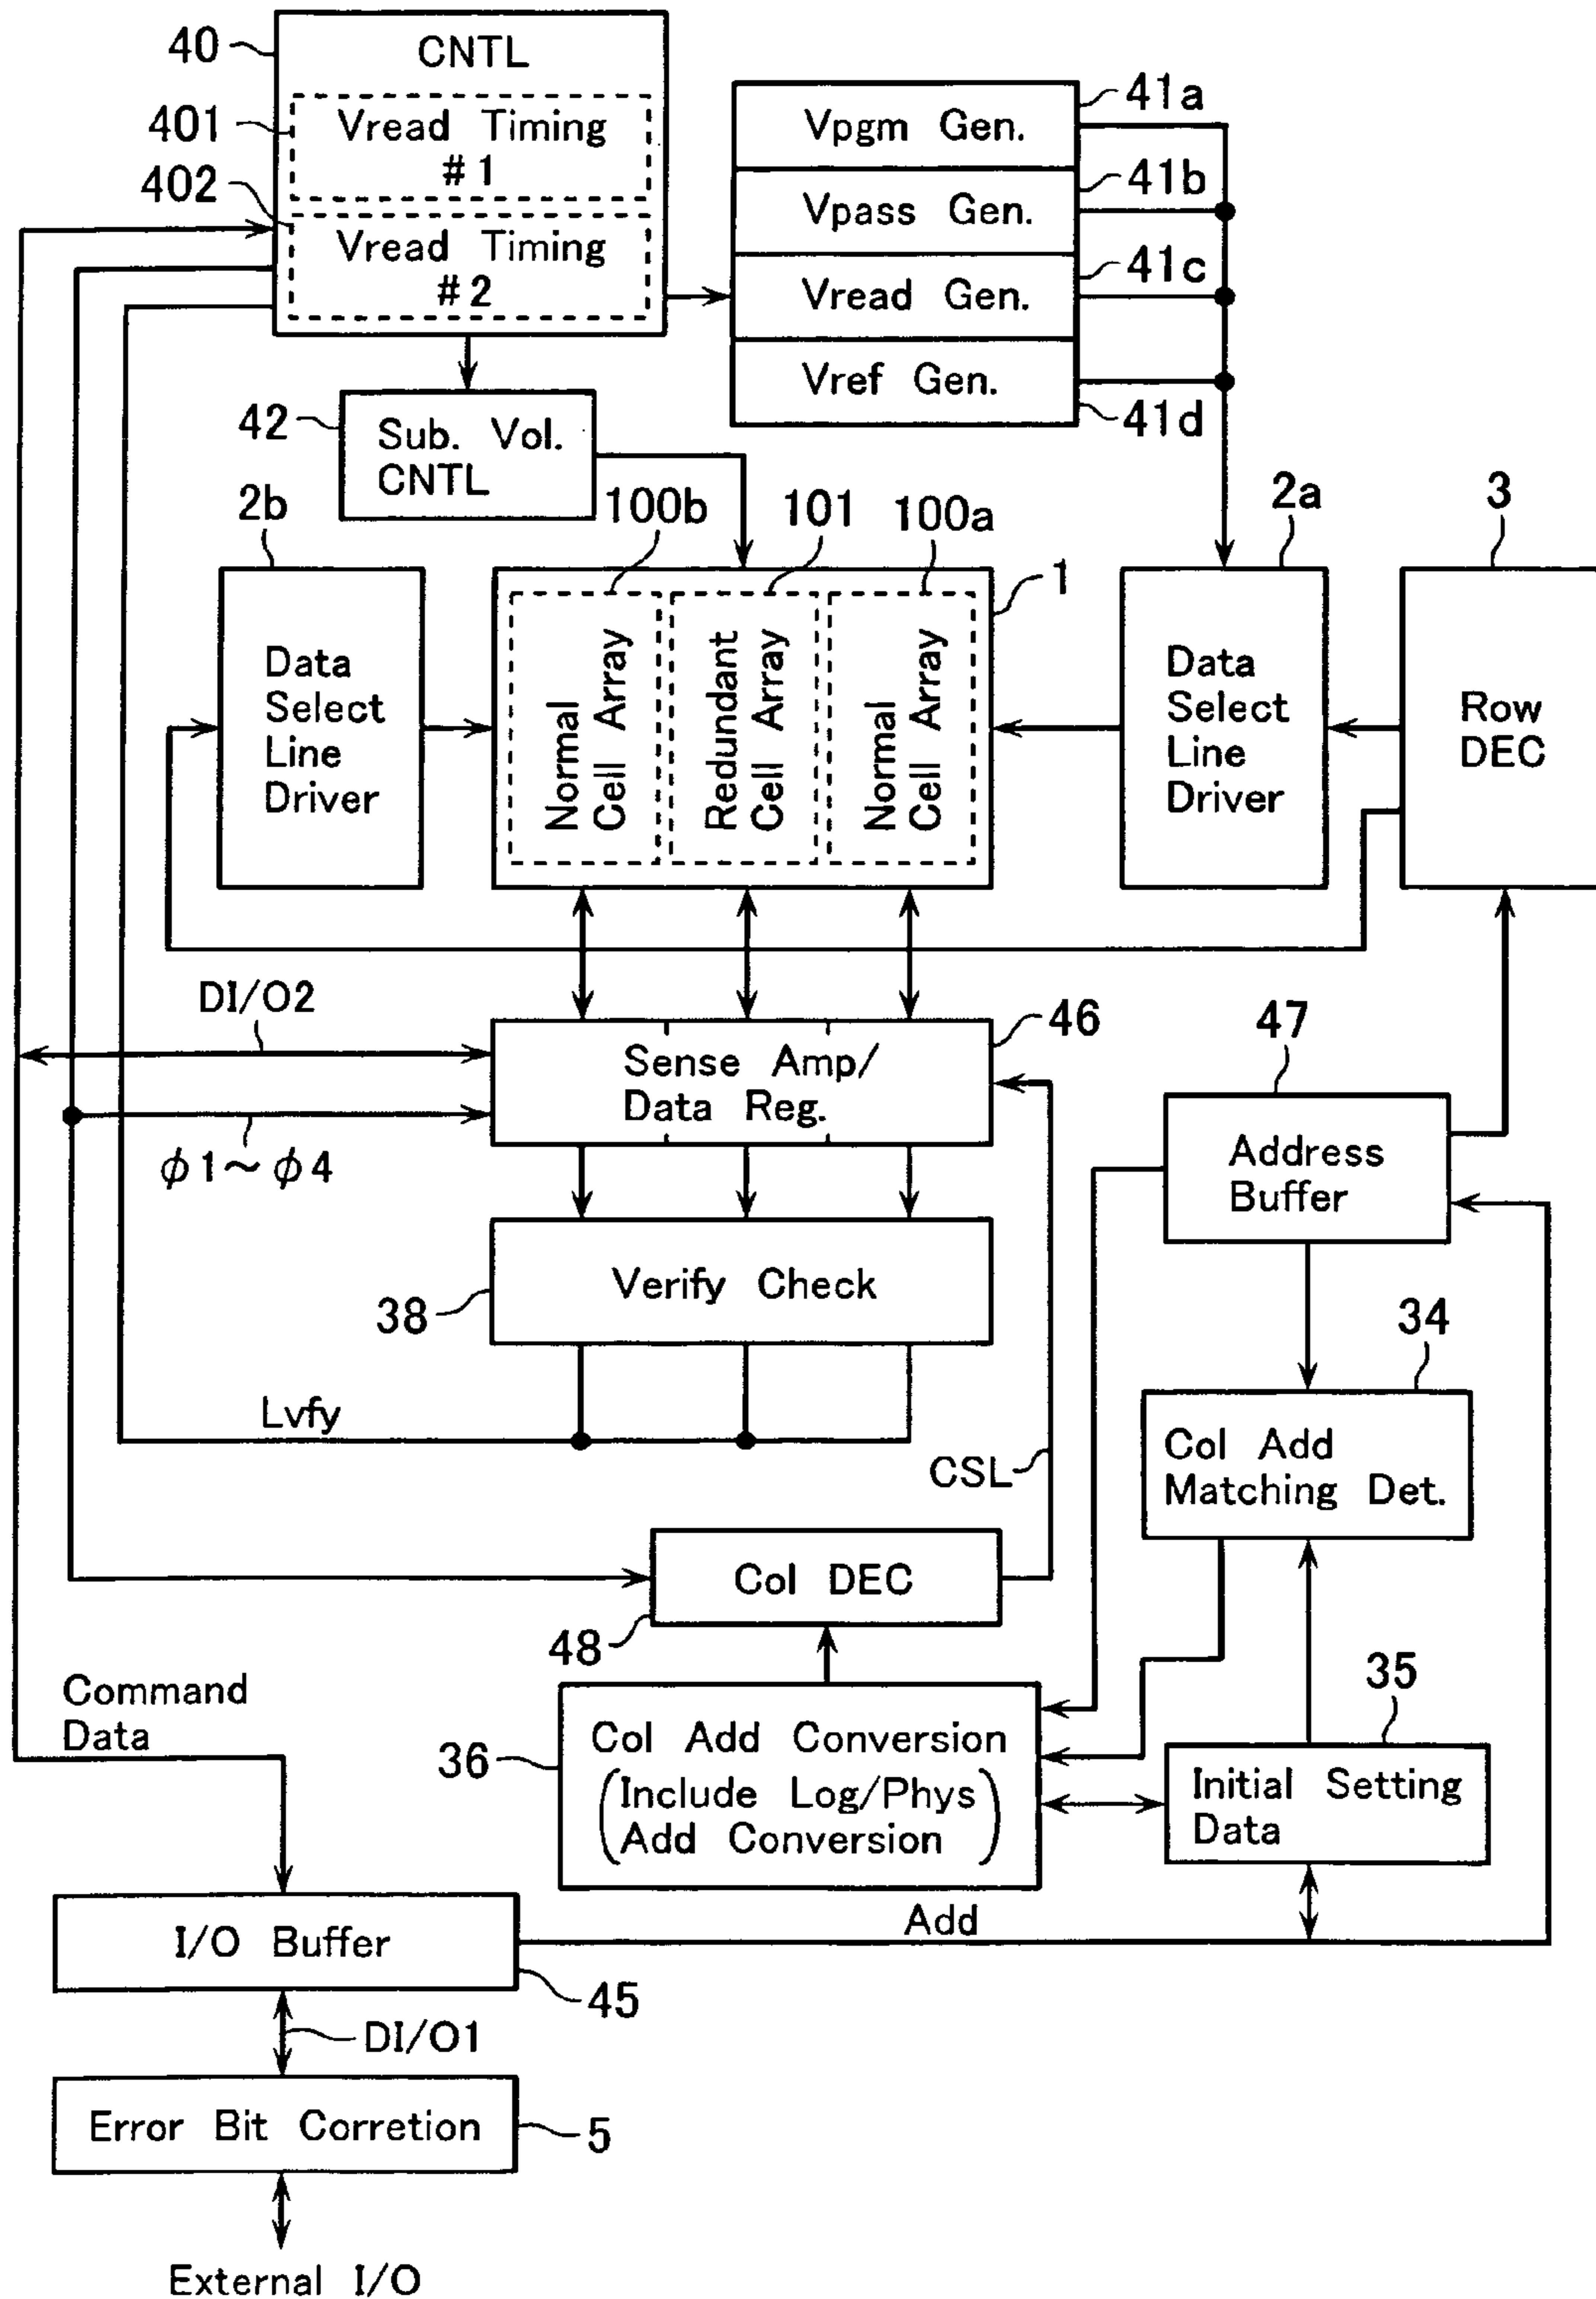 40
CNTL
401
Vread Timing
#1
402
Vread Timing
#2
Vpgm Gen.
41a
Vpass Gen.
41b
Vread Gen.
41c
Vref Gen.
41d
42
Sub. Vol.
CNTL
2b
100b
101
100a
1
2a
3
Data
Select
Line
Driver
Normal
Cell Array
Redundant
Cell Array
Normal
Cell Array
Data
Select
Line
Driver
Row
DEC
DI/O2
Sense Amp/
Data Reg.
46
47
ϕ1~ϕ4
Address
Buffer
Verify Check
38
34
Lvfy
Col Add
Matching Det.
CSL
Col DEC
48
Command
Data
35
36
Col Add Conversion
(Include Log/Phys
Add Conversion)
Initial Setting
Data
Add
I/O Buffer
45
DI/O1
Error Bit Corretion
5
External I/O